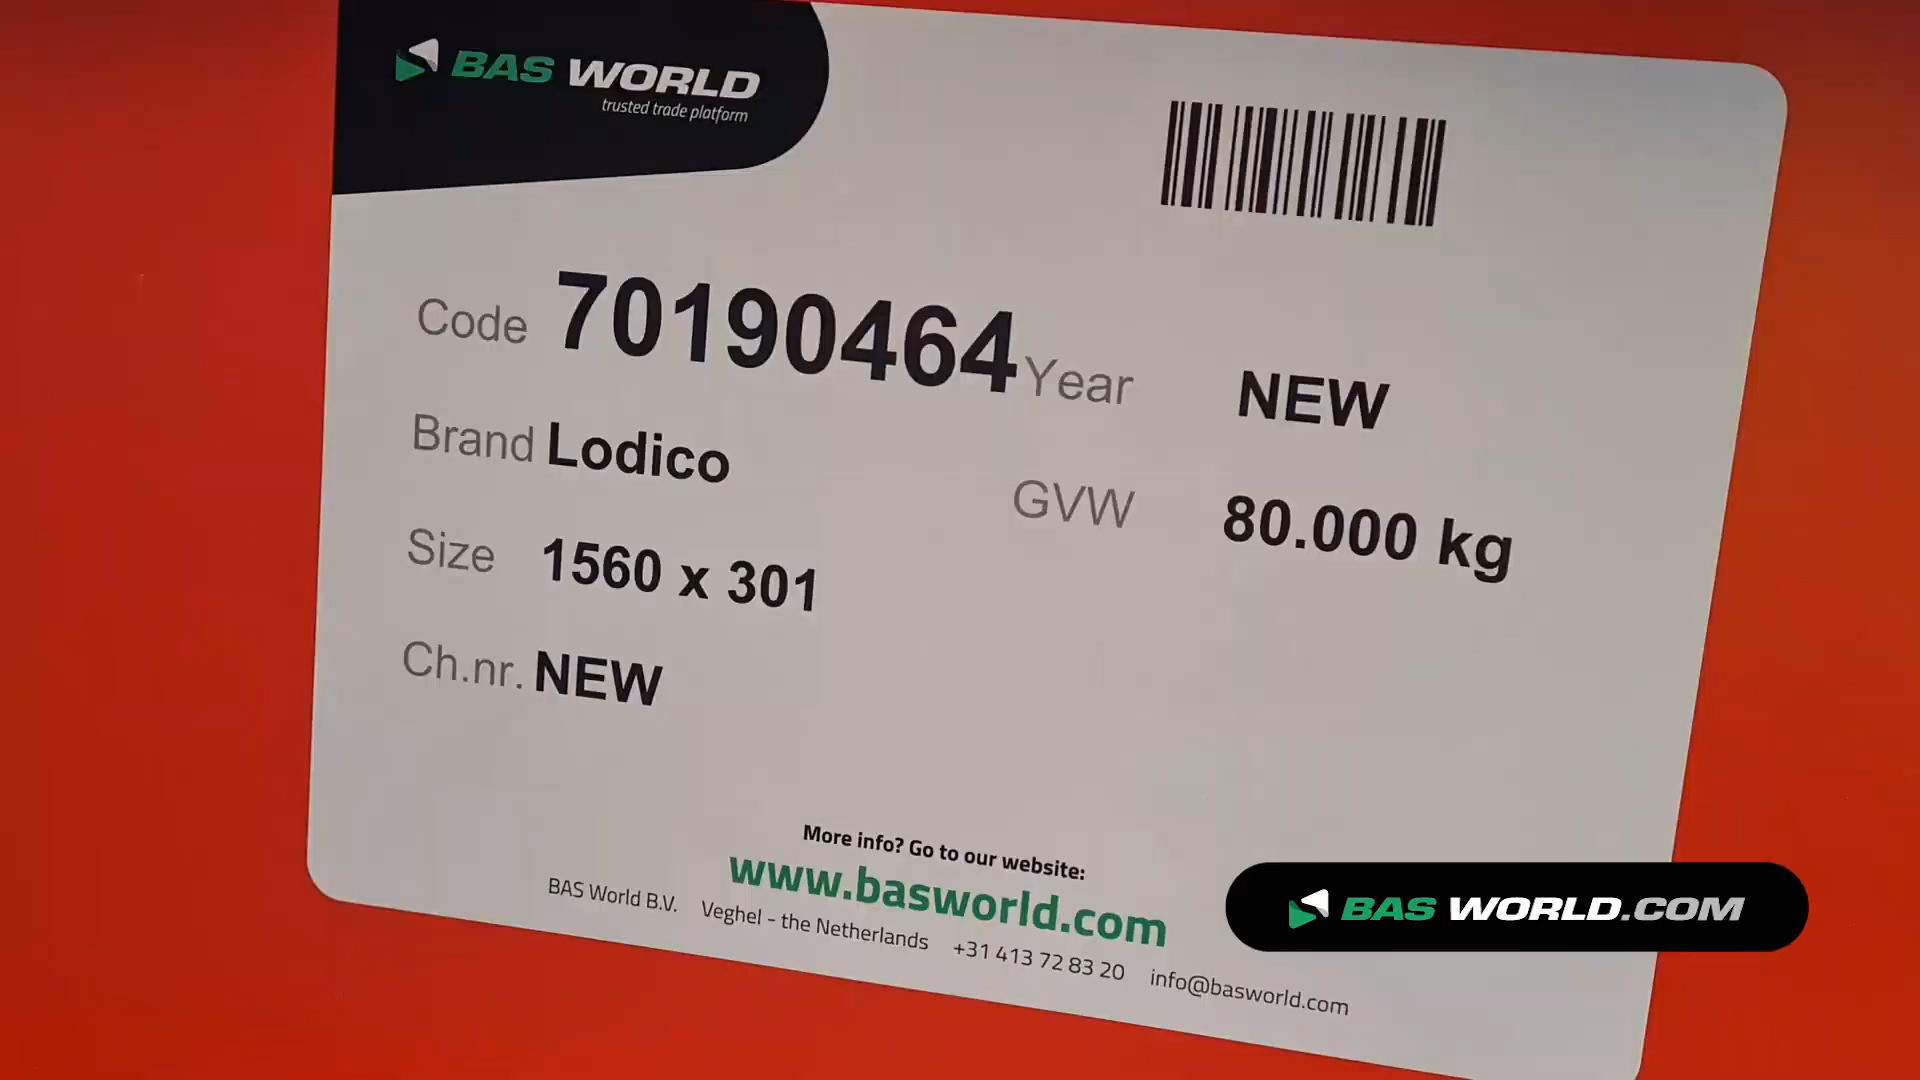 BAS WORLD
trusted trade platform
Code 70190464 Year NEW
Brand Lodico
GVW 80.000 kg
Size 1560 x 301
Ch.nr. NEW
More info? Go to our website:
www.basworld.com
BAS World B.V. Veghel - the Netherlands +31 413 72 83 20 info@basworld.com
BAS WORLD.COM